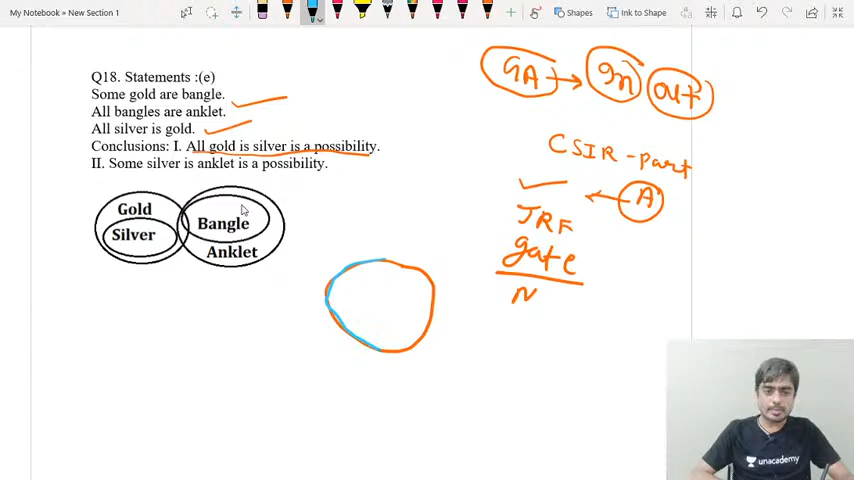 My Notebook » New Section 1
Shapes
Ink to Shape
Q18. Statements :(e)
Some gold are bangle.
All bangles are anklet.
All silver is gold.
Conclusions: I. All gold is silver is a possibility.
II. Some silver is anklet is a possibility.
Gold
Silver
Bangle
Anklet
GA
In
out
CSIR - Part
A
JRF
gate
N
unacademy